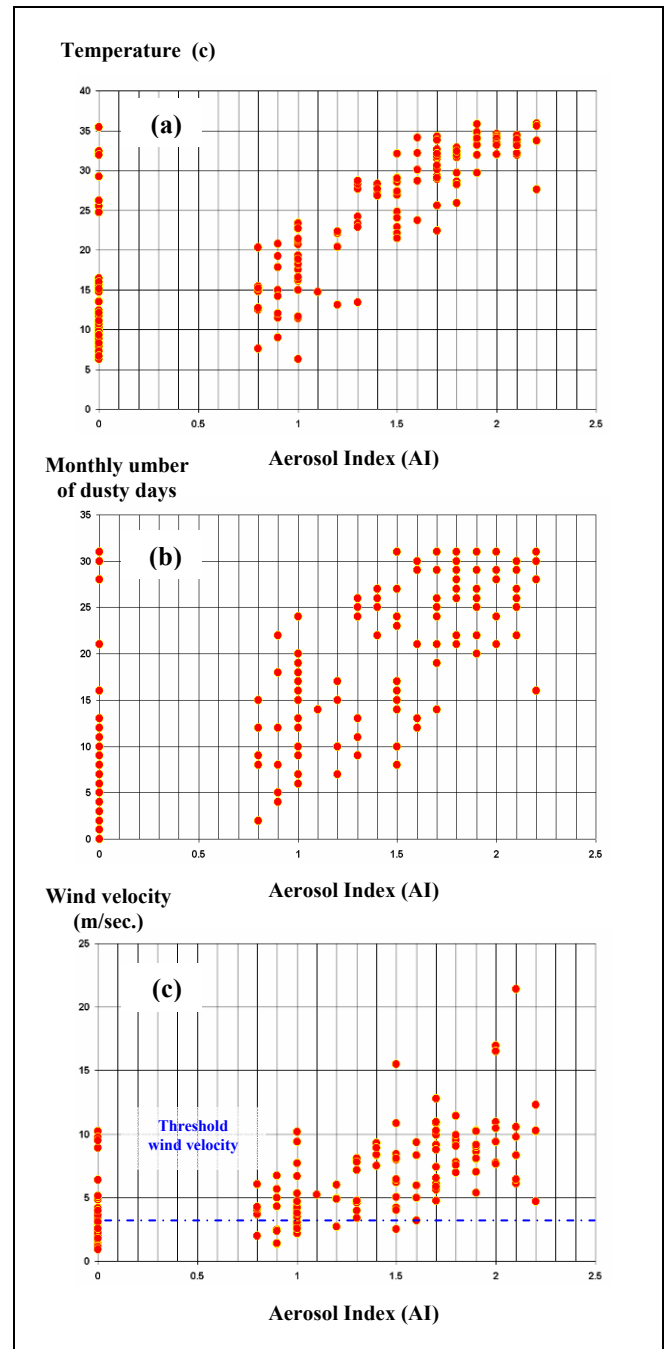 Temperature (c)
40
35
30
25
20
15
10
5
0
(a)
0 0.5 1 1.5 2 2.5
Aerosol Index (AI)
Monthly umber
of dusty days
35
30
25
20
15
10
5
0
(b)
0 0.5 1 1.5 2 2.5
Aerosol Index (AI)
Wind velocity
(m/sec.)
25
20
15
10
5
0
(c)
Threshold
wind velocity
0 0.5 1 1.5 2 2.5
Aerosol Index (AI)